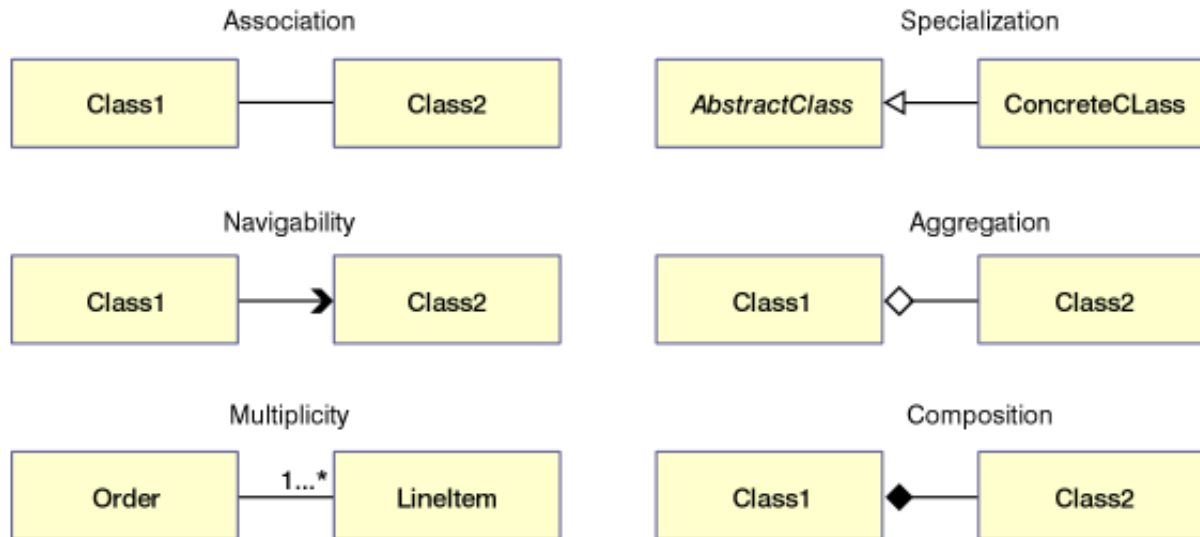 Association
Class1
Class2
Specialization
AbstractClass
ConcreteCLass
Navigability
Class1
Class2
Aggregation
Class1
Class2
Multiplicity
Order
1...*
LineItem
Composition
Class1
Class2